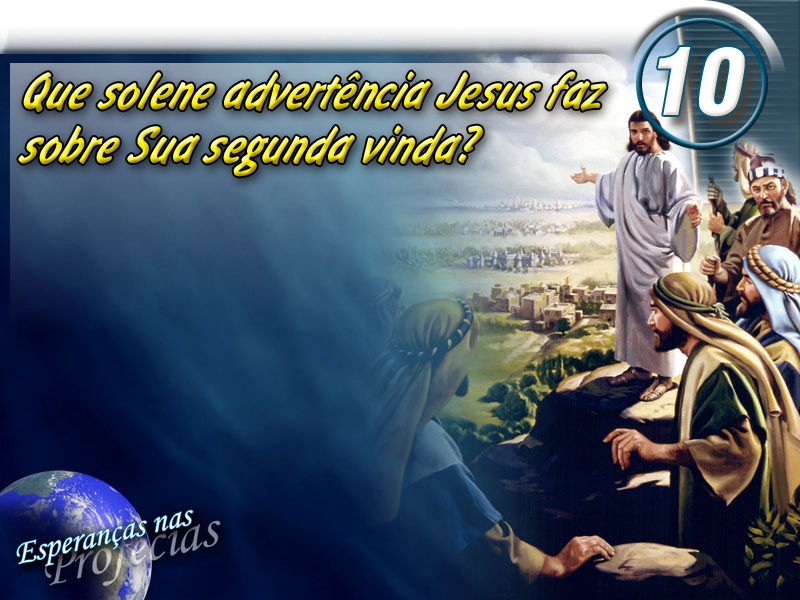 Que solene advertência Jesus faz
sobre Sua segunda vinda?
10
Esperanças nas
Profecias